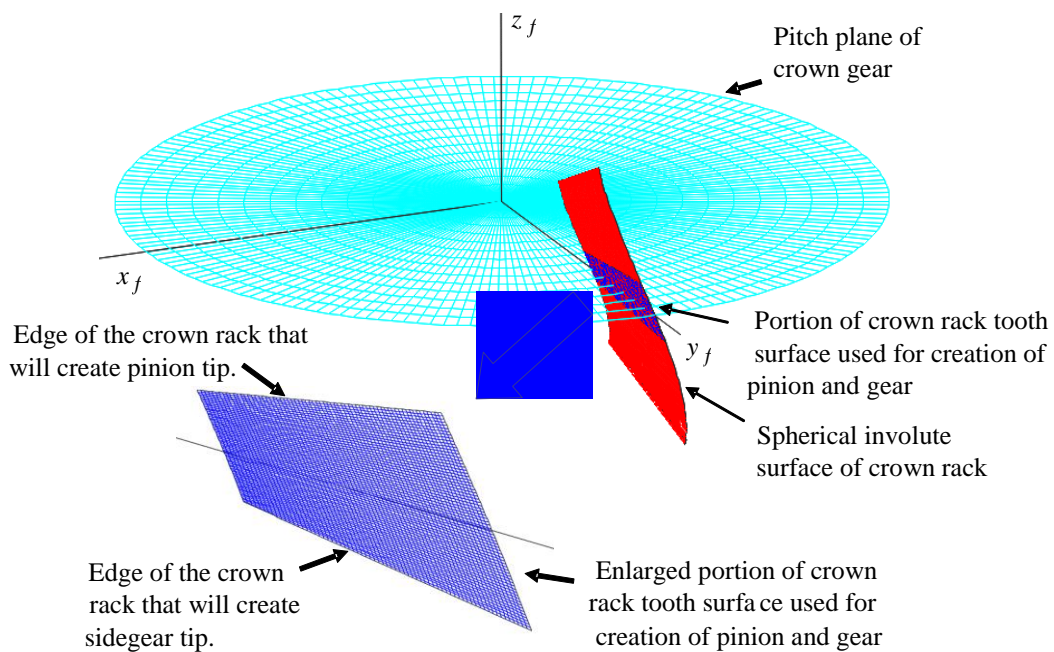 z f
Pitch plane of
crown gear
x f
y f
Edge of the crown rack that
will create pinion tip.
Portion of crown rack tooth
surface used for creation of
pinion and gear
Spherical involute
surface of crown rack
Edge of the crown
rack that will create
sidegear tip.
Enlarged portion of crown
rack tooth surfa ce used for
creation of pinion and gear